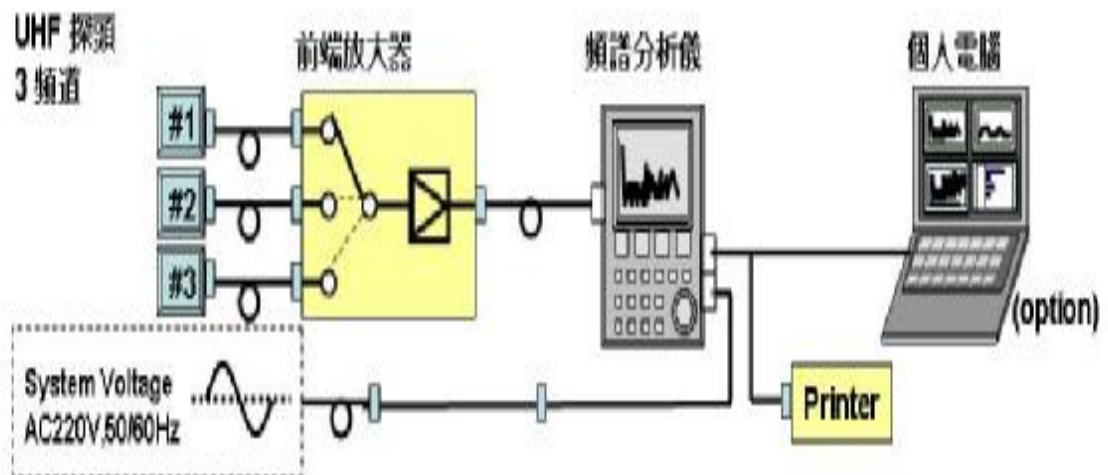 UHF 探頭
3 頻道
前端放大器
頻譜分析儀
個人電腦
#1
#2
#3
(option)
System Voltage
AC220V,50/60Hz
Printer